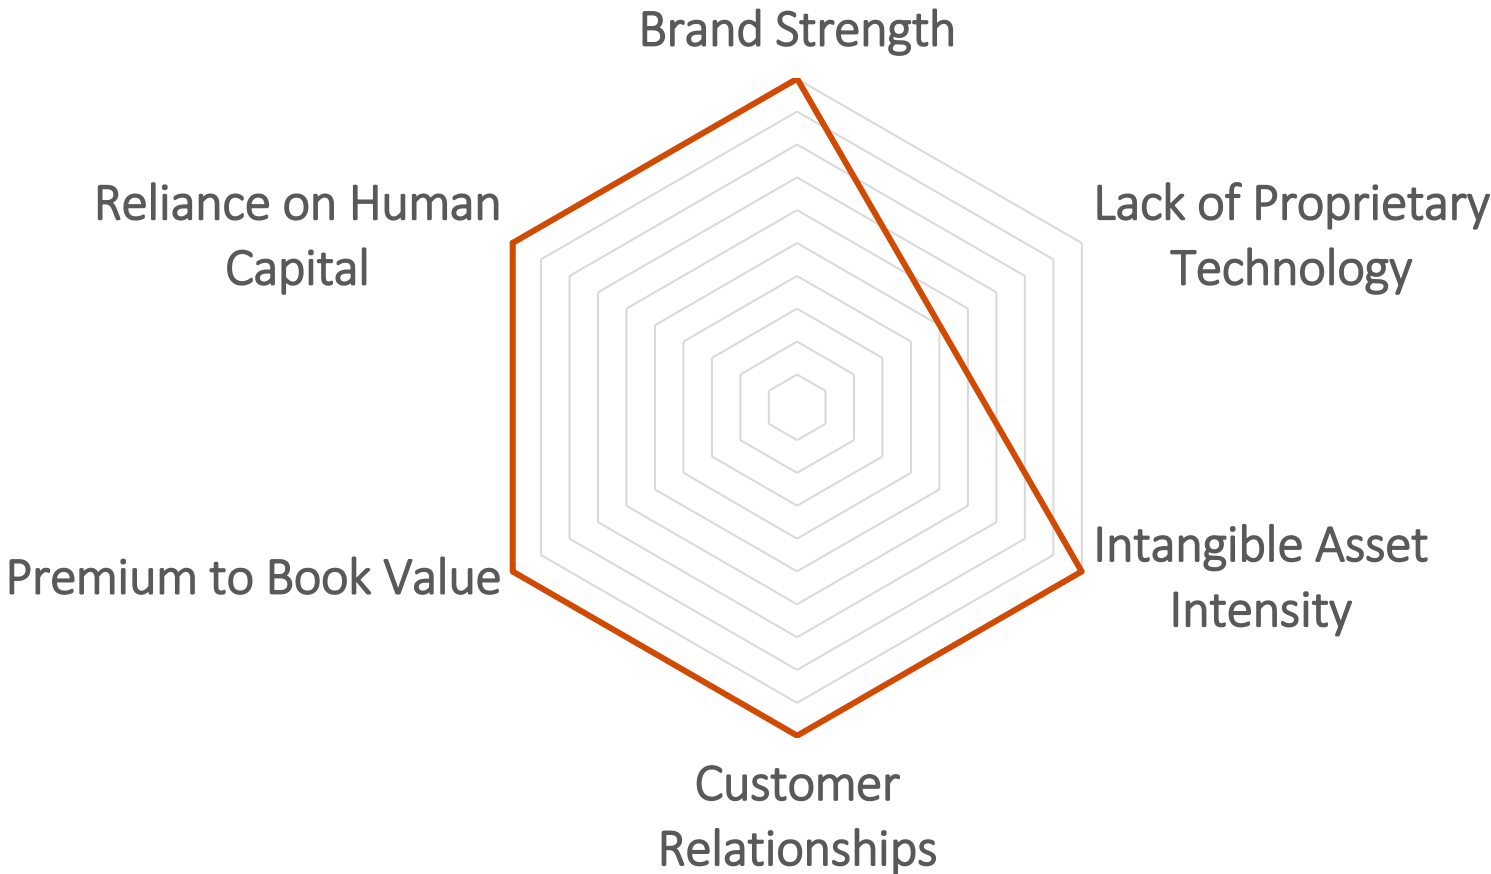 Brand Strength
Reliance on Human
Capital
Lack of Proprietary
Technology
Premium to Book Value
Intangible Asset
Intensity
Customer
Relationships